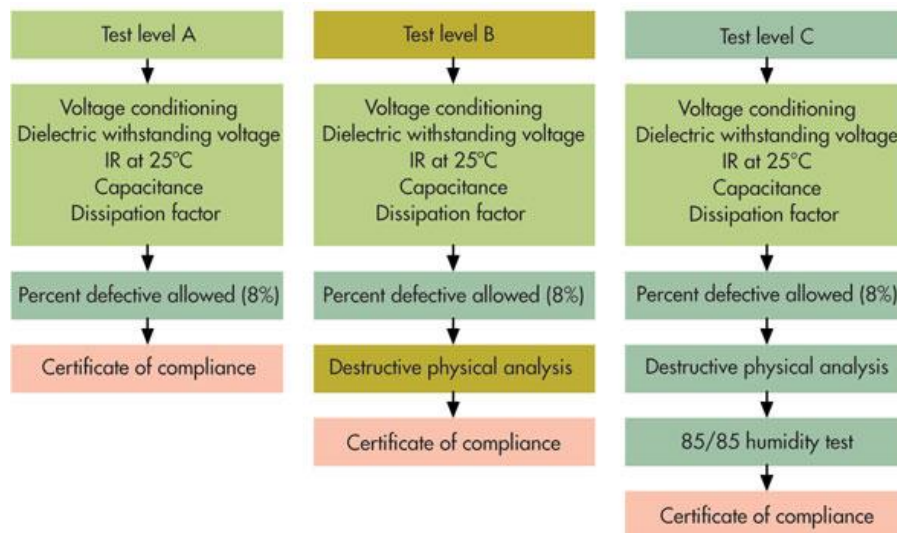 Test level A
Voltage conditioning
Dielectric withstanding voltage
IR at 25°C
Capacitance
Dissipation factor
Percent defective allowed (8%)
Certificate of compliance
Test level B
Voltage conditioning
Dielectric withstanding voltage
IR at 25°C
Capacitance
Dissipation factor
Percent defective allowed (8%)
Destructive physical analysis
Certificate of compliance
Test level C
Voltage conditioning
Dielectric withstanding voltage
IR at 25°C
Capacitance
Dissipation factor
Percent defective allowed (8%)
Destructive physical analysis
85/85 humidity test
Certificate of compliance